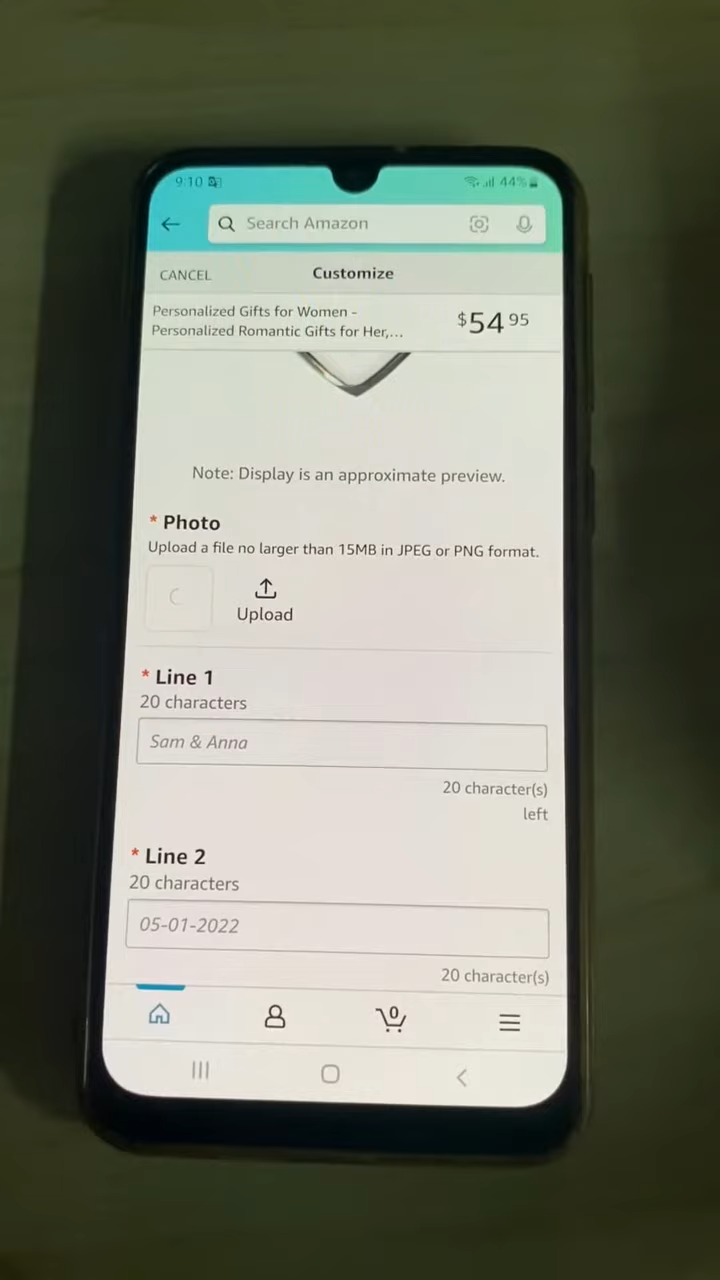 9:10 44%
Search Amazon
CANCEL Customize
Personalized Gifts for Women -
Personalized Romantic Gifts for Her,...
$54 95
Note: Display is an approximate preview.
* Photo
Upload a file no larger than 15MB in JPEG or PNG format.
Upload
* Line 1
20 characters
Sam & Anna
20 character(s)
left
* Line 2
20 characters
05-01-2022
20 character(s)
0